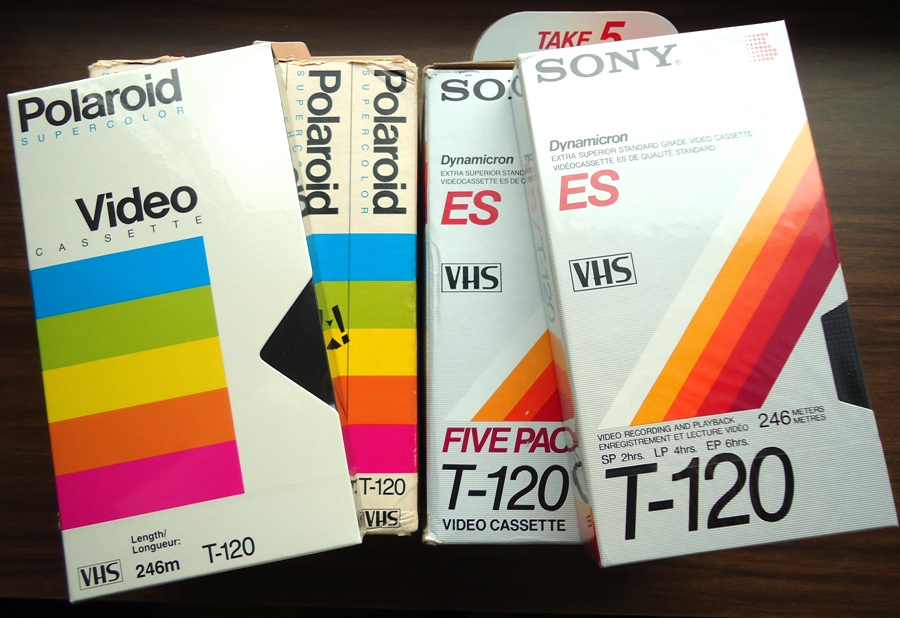 Polaroid
SUPERCOLOR
Video
CASSETTE
Length/
Longueur:
VHS 246m T-120
Polaroid
SUPERCOLOR
Polaroid
SUPERCOLOR
T-120
VHS
TAKE 5
SO
Dynamicron
EXTRA SUPERIOR
VIDÉOCASSETTE ES DE
ES
VHS
FIVE PAC
T-120
VIDEO CASSETTE
SONY
Dynamicron
EXTRA SUPERIOR STANDARD GRADE VIDEO CASSETTE
VIDÉOCASSETTE ES DE QUALITÉ STANDARD
ES
VHS
VIDEO RECORDING AND PLAYBACK
ENREGISTREMENT ET LECTURE VIDÉO
246 METERS
METRES
SP 2hrs. LP 4hrs. EP 6hrs.
T-120